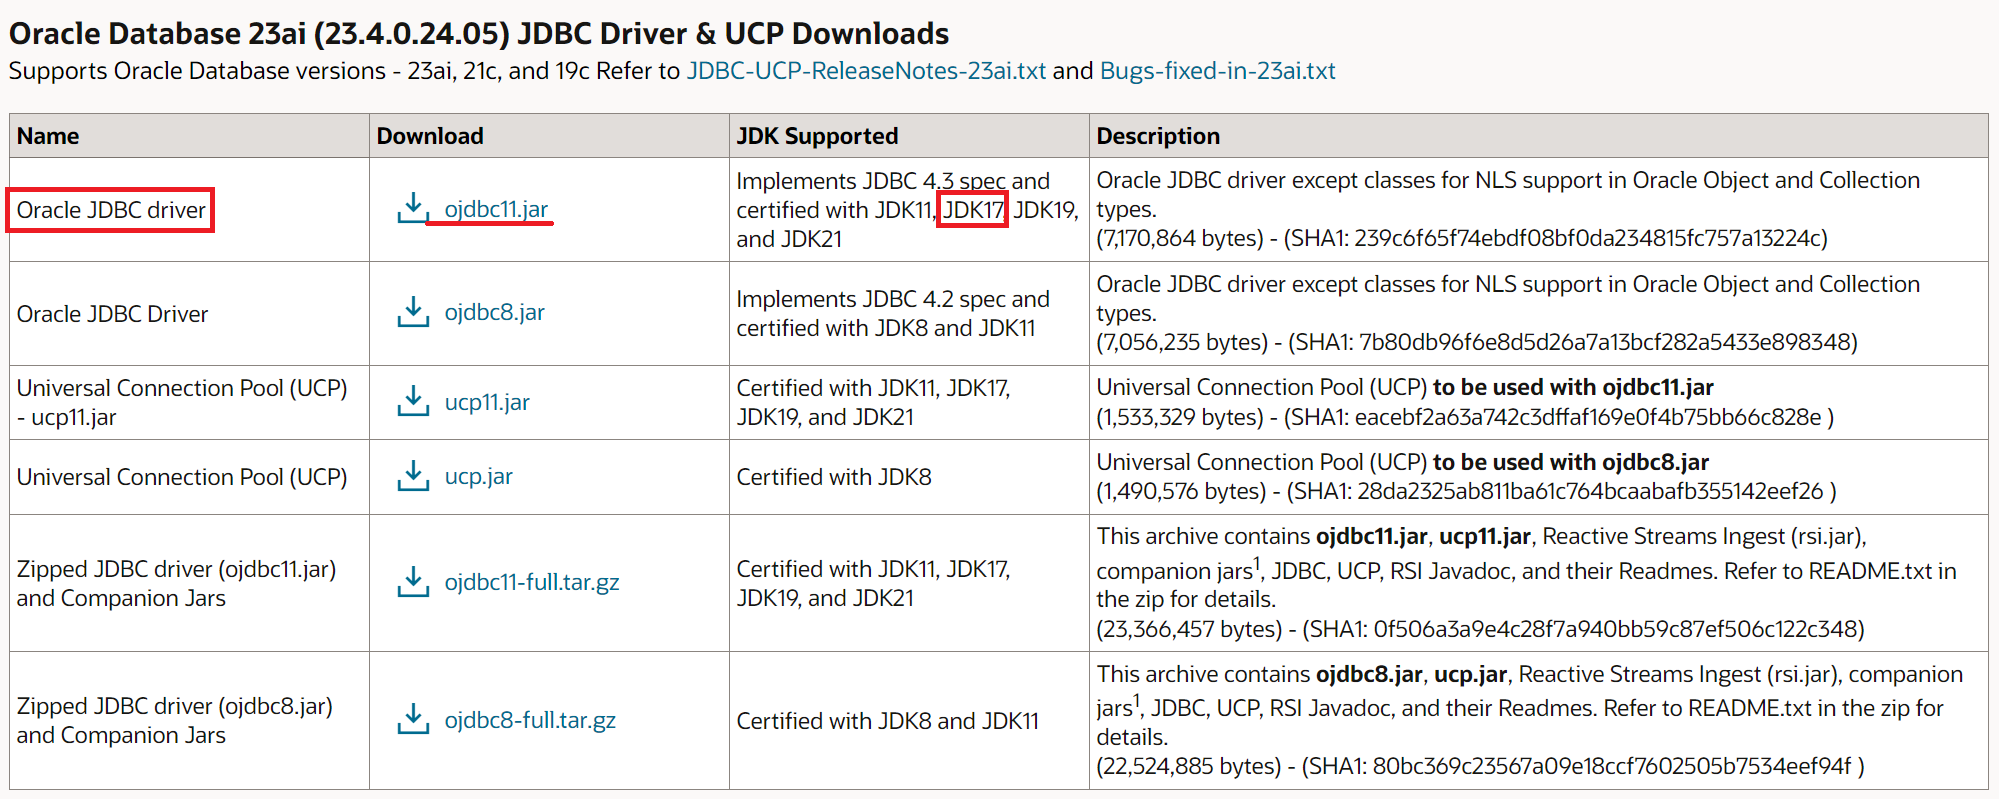 Oracle Database 23ai (23.4.0.24.05) JDBC Driver & UCP Downloads
Supports Oracle Database versions - 23ai, 21c, and 19c Refer to JDBC-UCP-ReleaseNotes-23ai.txt and Bugs-fixed-in-23ai.txt
Name Download JDK Supported Description
Oracle JDBC driver
ojdbc11.jar
Implements JDBC 4.3 spec and
certified with JDK11, JDK17, JDK19,
and JDK21
Oracle JDBC driver except classes for NLS support in Oracle Object and Collection
types.
(7,170,864 bytes) - (SHA1: 239c6f65f74ebdf08bf0da234815fc757a13224c)
Oracle JDBC Driver
ojdbc8.jar
Implements JDBC 4.2 spec and
certified with JDK8 and JDK11
Oracle JDBC driver except classes for NLS support in Oracle Object and Collection
types.
(7,056,235 bytes) - (SHA1: 7b80db96f6e8d5d26a7a13bcf282a5433e898348)
Universal Connection Pool (UCP)
- ucp11.jar
ucp11.jar
Certified with JDK11, JDK17,
JDK19, and JDK21
Universal Connection Pool (UCP) to be used with ojdbc11.jar
(1,533,329 bytes) - (SHA1: eacebf2a63a742c3dffaf169e0f4b75bb66c828e )
Universal Connection Pool (UCP)
ucp.jar
Certified with JDK8
Universal Connection Pool (UCP) to be used with ojdbc8.jar
(1,490,576 bytes) - (SHA1: 28da2325ab811ba61c764bcaabafb355142eef26 )
Zipped JDBC driver (ojdbc11.jar)
and Companion Jars
ojdbc11-full.tar.gz
Certified with JDK11, JDK17,
JDK19, and JDK21
This archive contains ojdbc11.jar, ucp11.jar, Reactive Streams Ingest (rsi.jar),
companion jars1, JDBC, UCP, RSI Javadoc, and their Readmes. Refer to README.txt in
the zip for details.
(23,366,457 bytes) - (SHA1: 0f506a3a9e4c28f7a940bb59c87ef506c122c348)
Zipped JDBC driver (ojdbc8.jar)
and Companion Jars
ojdbc8-full.tar.gz
Certified with JDK8 and JDK11
This archive contains ojdbc8.jar, ucp.jar, Reactive Streams Ingest (rsi.jar), companion
jars1, JDBC, UCP, RSI Javadoc, and their Readmes. Refer to README.txt in the zip for
details.
(22,524,885 bytes) - (SHA1: 80bc369c23567a09e18ccf7602505b7534eef94f )